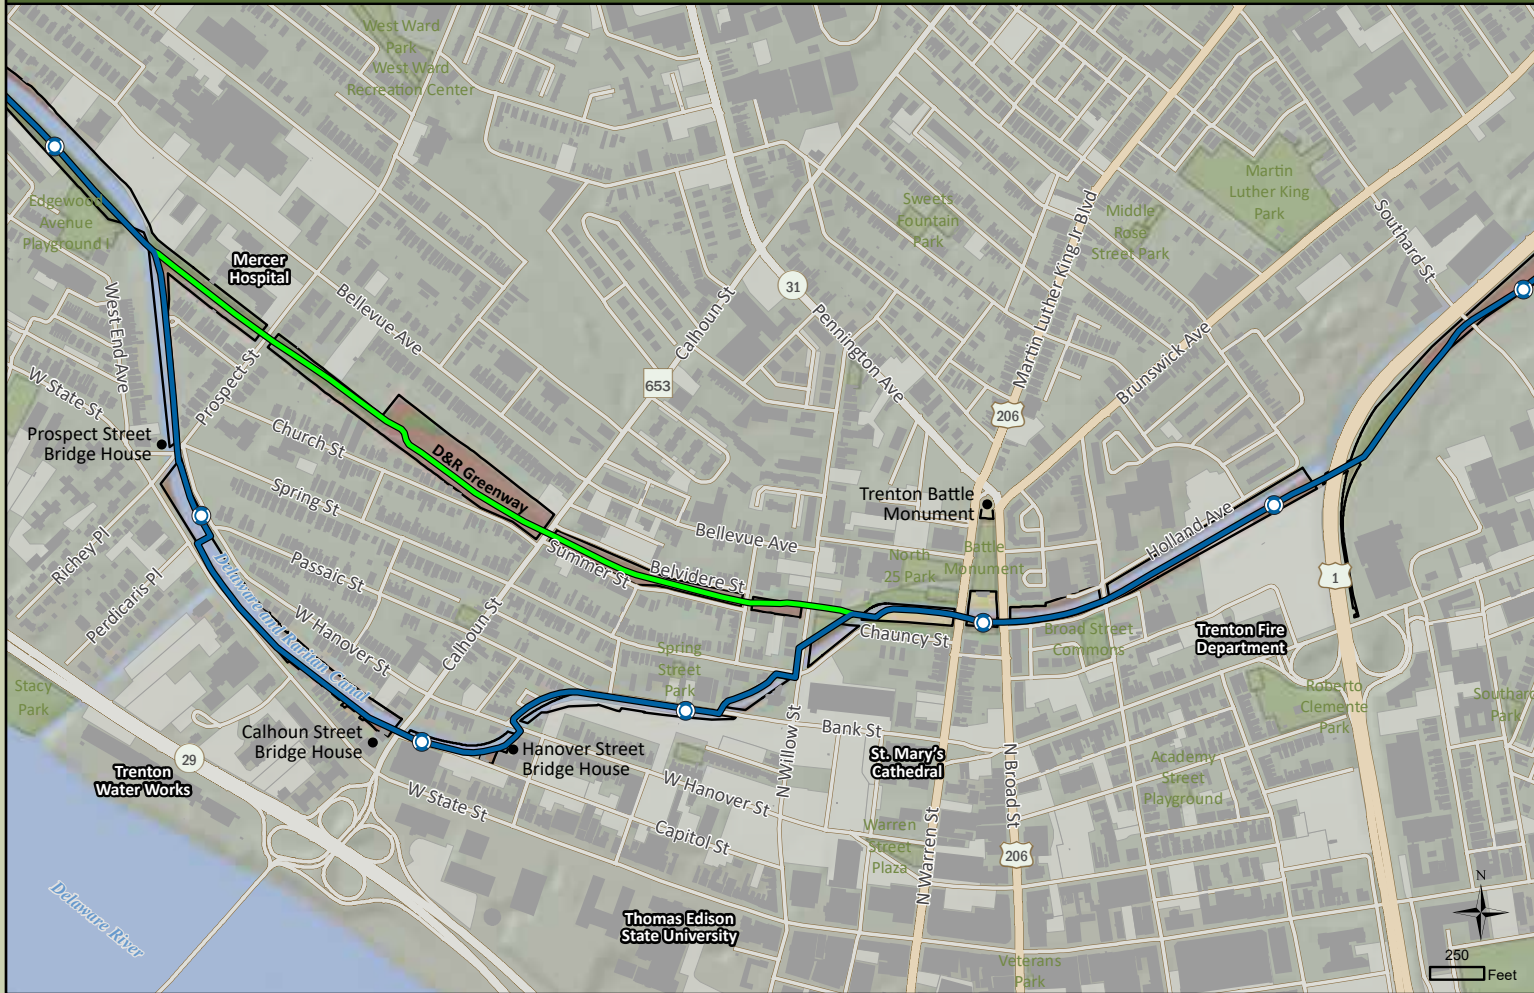 West Ward
Park
West Ward
Recreation Center
Edgewood
Avenue
Playground I
Mercer
Hospital
Bellevue Ave
West End Ave
W State St
Prospect St
Prospect Street
Bridge House
Church St
Spring St
Richey Pl
Perdicaris Pl
Passaic St
W Hanover St
Delaware and Raritan Canal
D&R Greenway
Summer St
Belvidere St
Bellevue Ave
Calhoun St
653
31
Pennington Ave
Sweets
Fountain
Park
Martin Luther King Jr Blvd
Middle
Rose
Street Park
Martin
Luther King
Park
Southard St
Brunswick Ave
206
Trenton Battle
Monument
North
25 Park
Battle
Monument
Holland Ave
1
Chauncy St
Broad Street
Commons
Trenton Fire
Department
Roberto
Clemente
Park
Southard
Park
Spring
Street
Park
Calhoun St
Stacy
Park
29
Trenton
Water Works
Calhoun Street
Bridge House
Hanover Street
Bridge House
W State St
W Hanover St
Capitol St
N Willow St
Bank St
St. Mary's
Cathedral
Warren
Street
Plaza
N Warren St
N Broad St
206
Academy
Street
Playground
Thomas Edison
State University
Veterans
Park
Delaware River
N
250
Feet